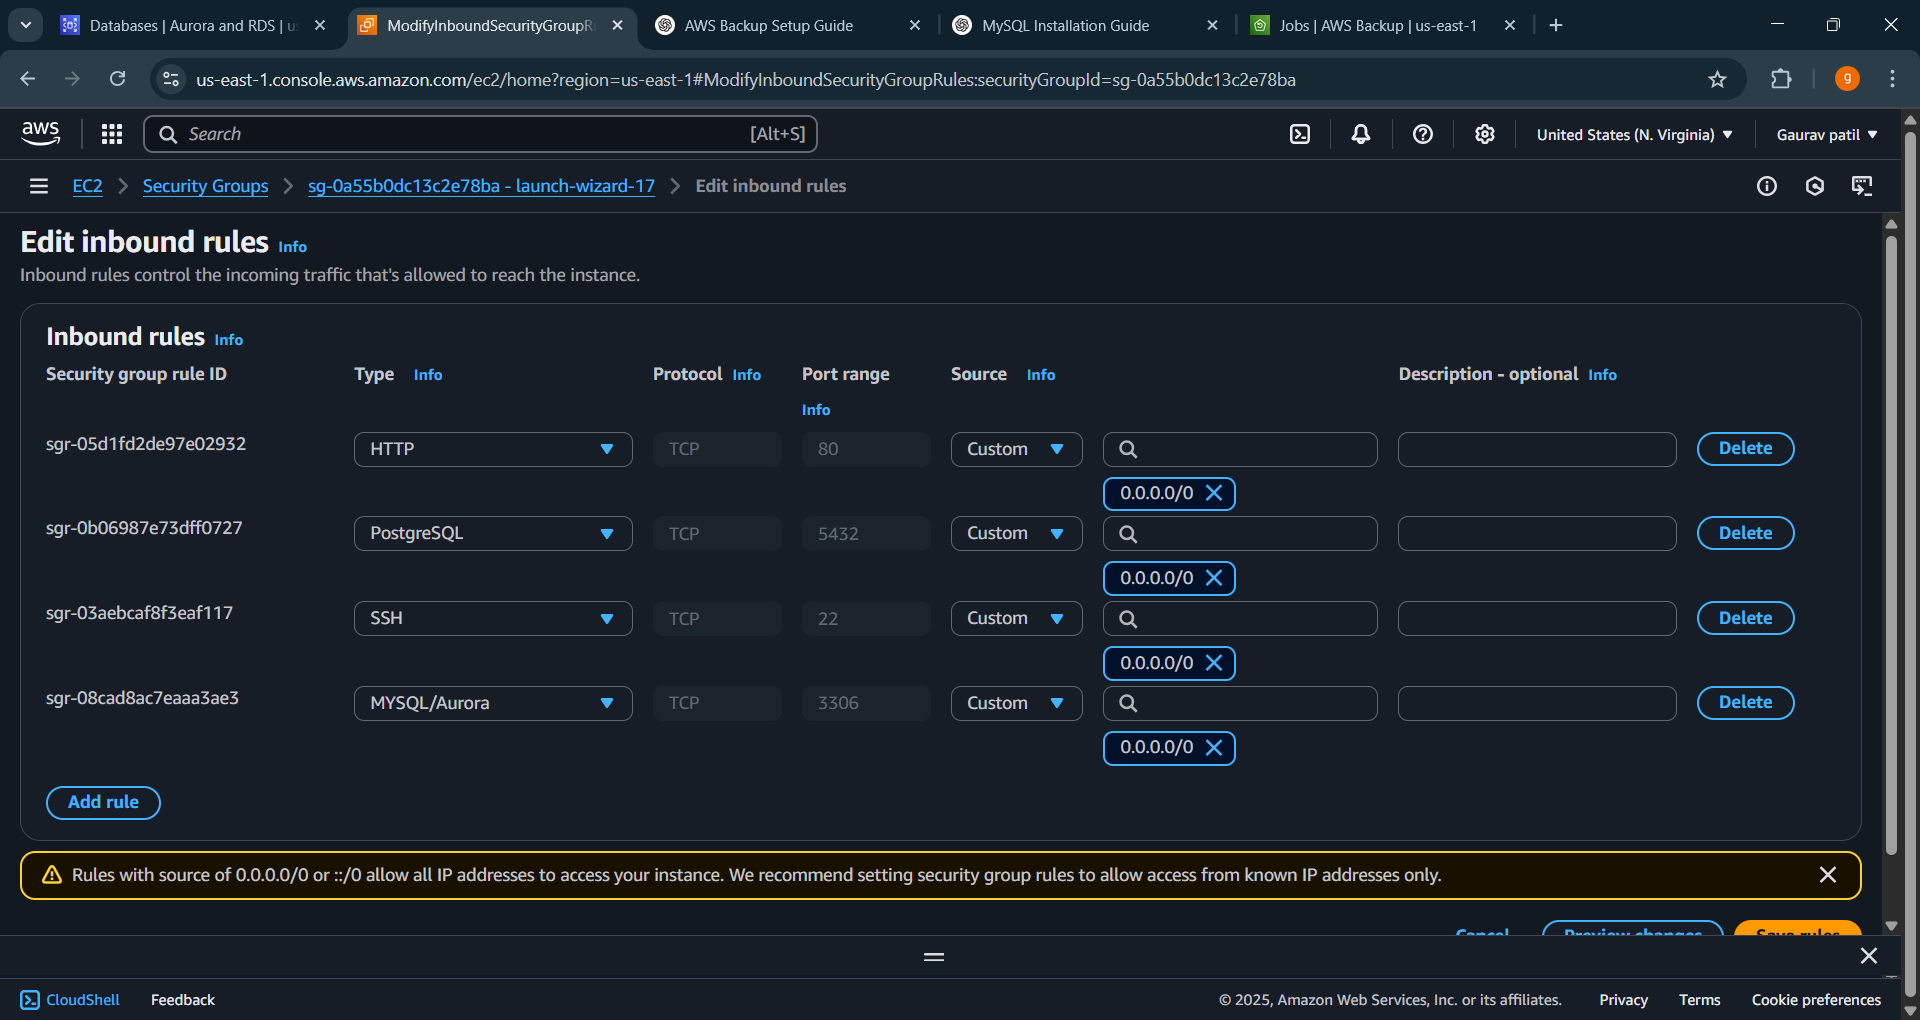 Databases | Aurora and RDS | us
ModifyInboundSecurityGroupRu
AWS Backup Setup Guide
MySQL Installation Guide
Jobs | AWS Backup | us-east-1
us-east-1.console.aws.amazon.com/ec2/home?region=us-east-1#ModifyInboundSecurityGroupRules:securityGroupId=sg-0a55b0dc13c2e78ba
g
aws
Search
[Alt+S]
United States (N. Virginia)
Gaurav patil
EC2
Security Groups
sg-0a55b0dc13c2e78ba - launch-wizard-17
Edit inbound rules
Edit inbound rules Info
Inbound rules control the incoming traffic that's allowed to reach the instance.
Inbound rules Info
Security group rule ID
Type Info
Protocol Info
Port range Info
Source Info
Description - optional Info
sgr-05d1fd2de97e02932
HTTP
TCP
80
Custom
Delete
0.0.0.0/0
sgr-0b06987e73dff0727
PostgreSQL
TCP
5432
Custom
Delete
0.0.0.0/0
sgr-03aebcaf8f3eaf117
SSH
TCP
22
Custom
Delete
0.0.0.0/0
sgr-08cad8ac7eaaa3ae3
MYSQL/Aurora
TCP
3306
Custom
Delete
0.0.0.0/0
Add rule
Rules with source of 0.0.0.0/0 or ::/0 allow all IP addresses to access your instance. We recommend setting security group rules to allow access from known IP addresses only.
Cancel
Preview changes
Save rules
CloudShell
Feedback
© 2025, Amazon Web Services, Inc. or its affiliates.
Privacy
Terms
Cookie preferences